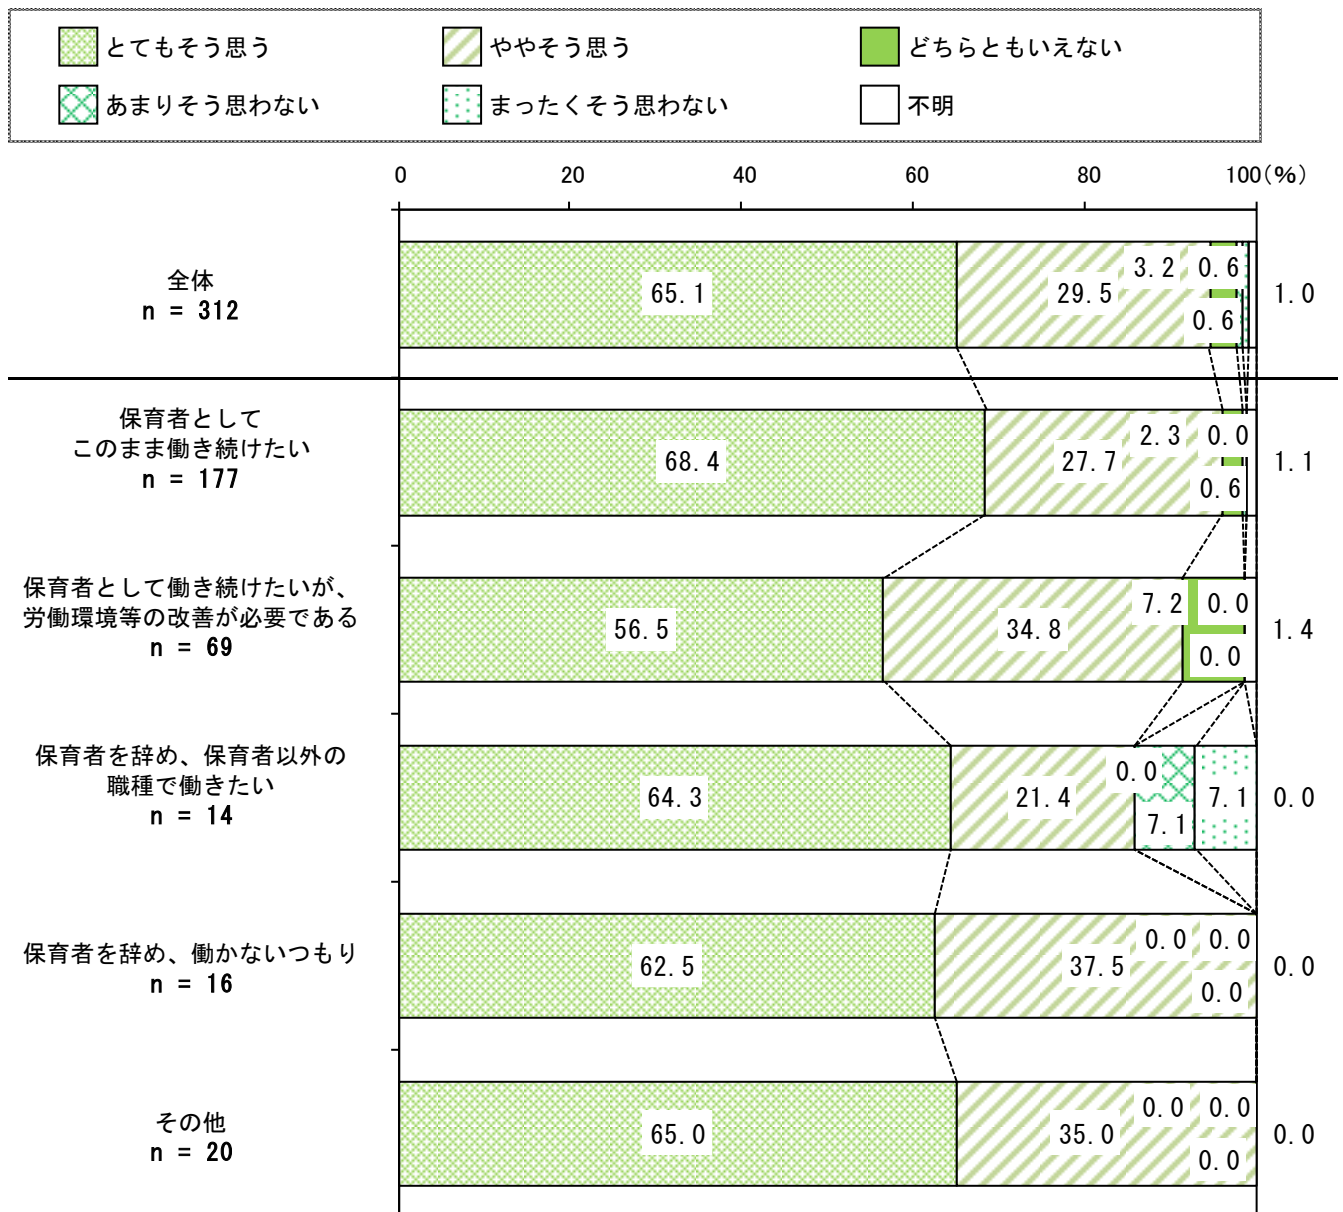 とてもそう思う ややそう思う どちらともいえない
あまりそう思わない まったくそう思わない 不明
0 20 40 60 80 100(%)
全体
n = 312
65.1 29.5 3.2 0.6 0.6 1.0
保育者として
このまま働き続けたい
n = 177
68.4 27.7 2.3 0.6 0.0 1.1
保育者として働き続けたいが、
労働環境等の改善が必要である
n = 69
56.5 34.8 7.2 0.0 0.0 1.4
保育者を辞め、保育者以外の
職種で働きたい
n = 14
64.3 21.4 0.0 7.1 7.1 0.0
保育者を辞め、働かないつもり
n = 16
62.5 37.5 0.0 0.0 0.0 0.0
その他
n = 20
65.0 35.0 0.0 0.0 0.0 0.0